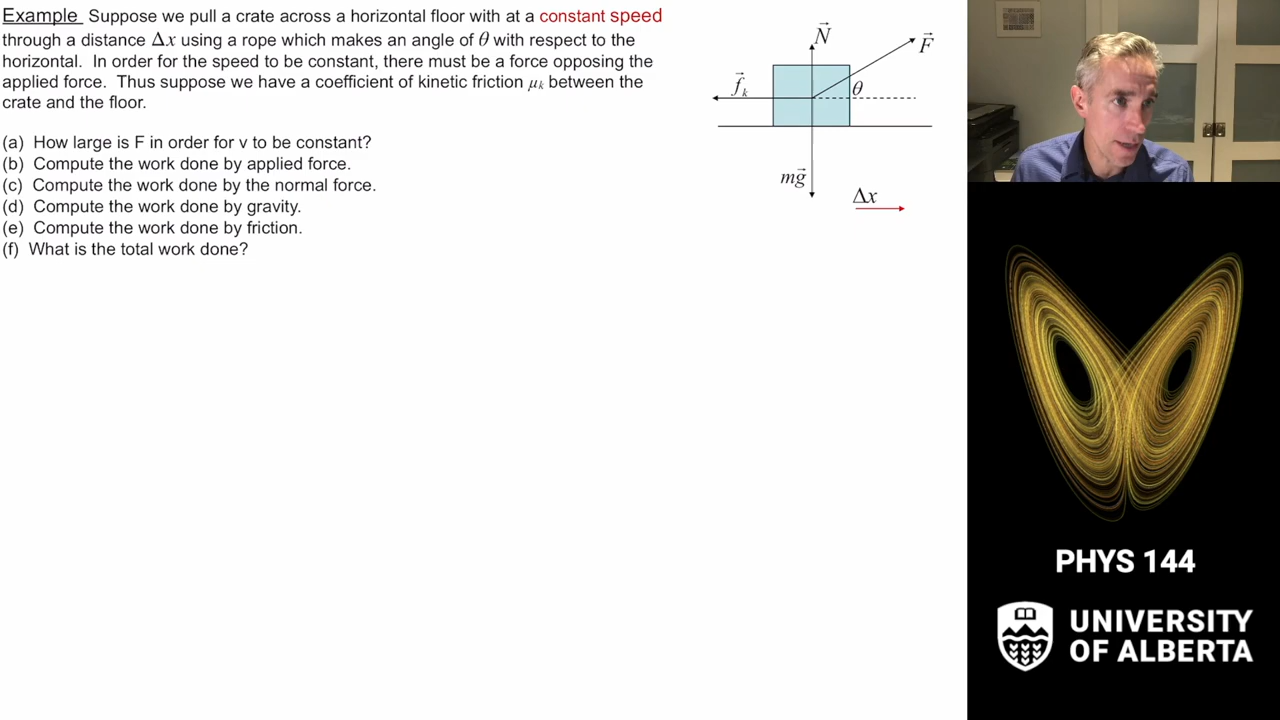 Example Suppose we pull a crate across a horizontal floor with at a constant speed
through a distance Δx using a rope which makes an angle of θ with respect to the
horizontal. In order for the speed to be constant, there must be a force opposing the
applied force. Thus suppose we have a coefficient of kinetic friction μk between the
crate and the floor.
(a) How large is F in order for v to be constant?
(b) Compute the work done by applied force.
(c) Compute the work done by the normal force.
(d) Compute the work done by gravity.
(e) Compute the work done by friction.
(f) What is the total work done?
N⃗
F⃗
f⃗k
θ
mg⃗
Δx
PHYS 144
UNIVERSITY
OF ALBERTA